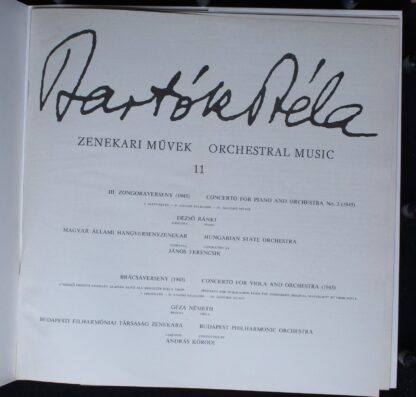 Bartók Béla
ZENEKARI MŰVEK ORCHESTRAL MUSIC
11
III. ZONGORAVERSENY (1945) CONCERTO FOR PIANO AND ORCHESTRA No. 3 (1945)
DEZSŐ RÁNKI
MAGYAR ÁLLAMI HANGVERSENYZENEKAR HUNGARIAN STATE ORCHESTRA
JÁNOS FERENCSIK
BRÁCSAVERSENY (1945) CONCERTO FOR VIOLA AND ORCHESTRA (1945)
GÉZA NÉMETH
BUDAPESTI FILHARMÓNIAI TÁRSASÁG ZENEKARA BUDAPEST PHILHARMONIC ORCHESTRA
ANDRÁS KÓRODI